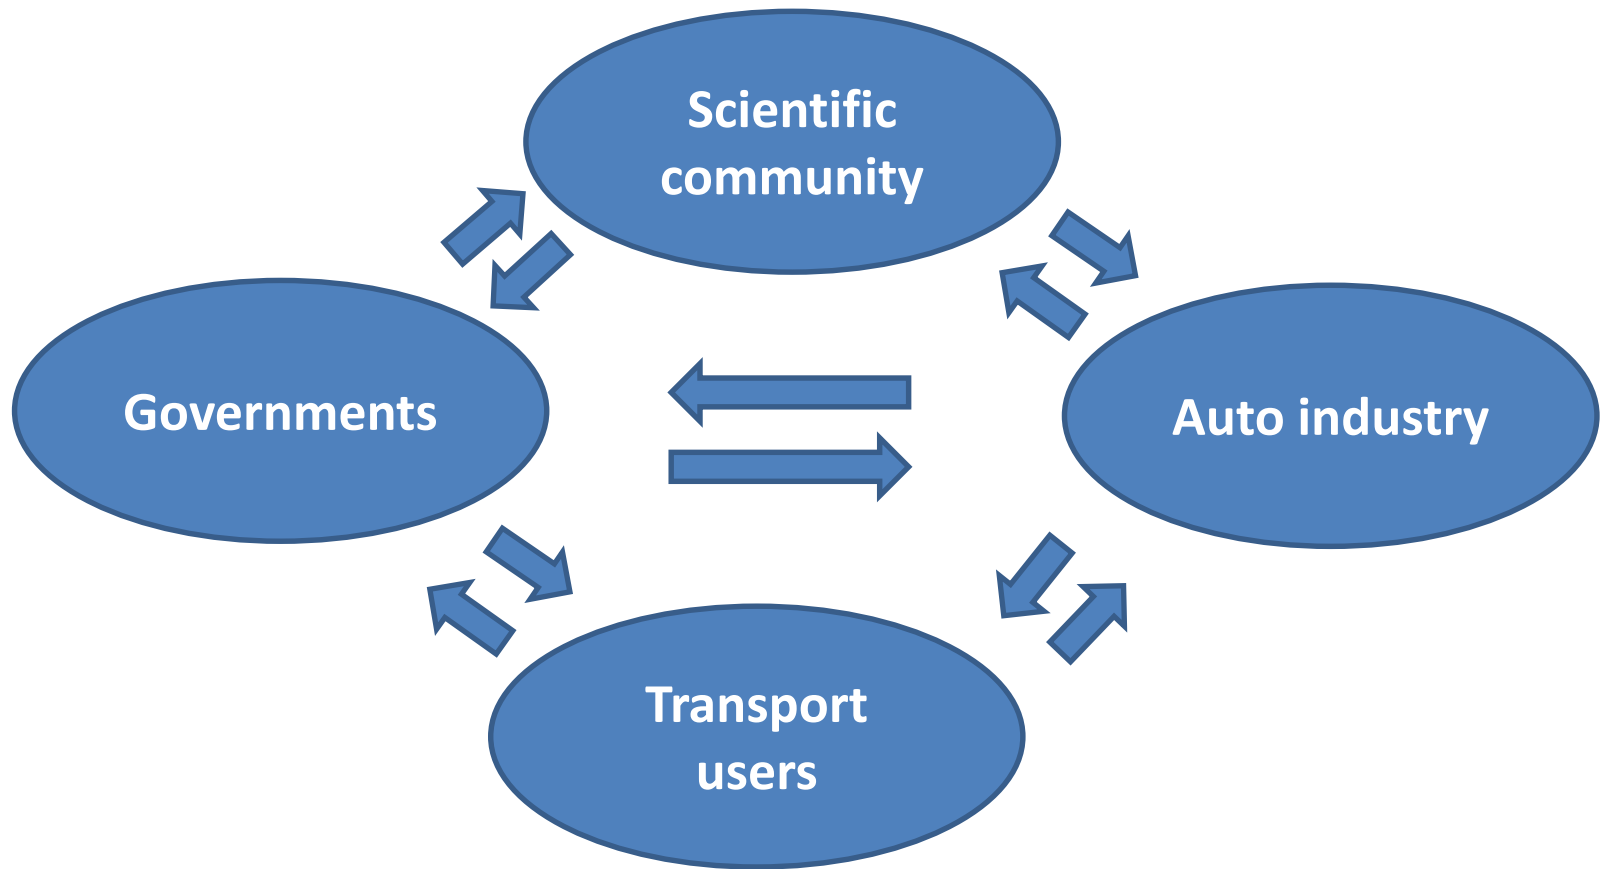 Scientific
community
Governments
Auto industry
Transport
users